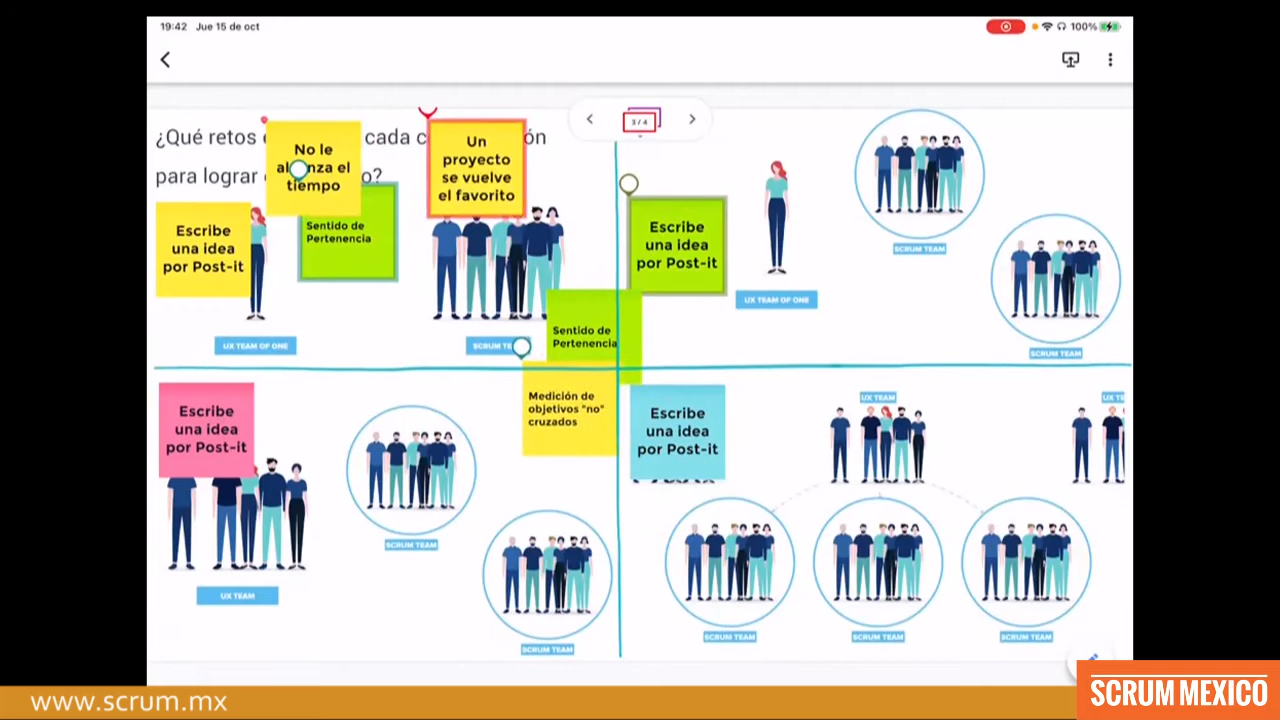 19:42 Jue 15 de oct
100%
3 / 4
¿Qué retos
cada
ón
para lograr
o?
No le
alcanza el
tiempo
Un
proyecto
se vuelve
el favorito
Escribe
una idea
por Post-it
Sentido de
Pertenencia
UX TEAM OF ONE
SCRUM TE
Sentido de
Pertenencia
Escribe
una idea
por Post-it
UX TEAM OF ONE
SCRUM TEAM
SCRUM TEAM
Escribe
una idea
por Post-it
Medición de
objetivos "no"
cruzados
UX TEAM
SCRUM TEAM
SCRUM TEAM
Escribe
una idea
por Post-it
UX TEAM
UX TE
SCRUM TEAM
SCRUM TEAM
SCRUM TEAM
www.scrum.mx
SCRUM MEXICO